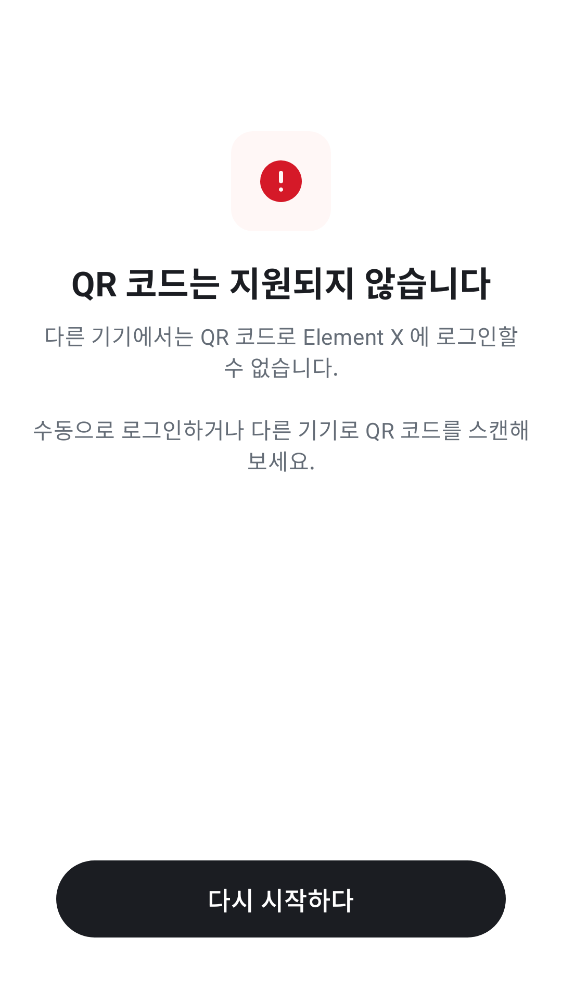 QR 코드는 지원되지 않습니다
다른 기기에서는 QR 코드로 Element X 에 로그인할
수 없습니다.
수동으로 로그인하거나 다른 기기로 QR 코드를 스캔해
보세요.
다시 시작하다